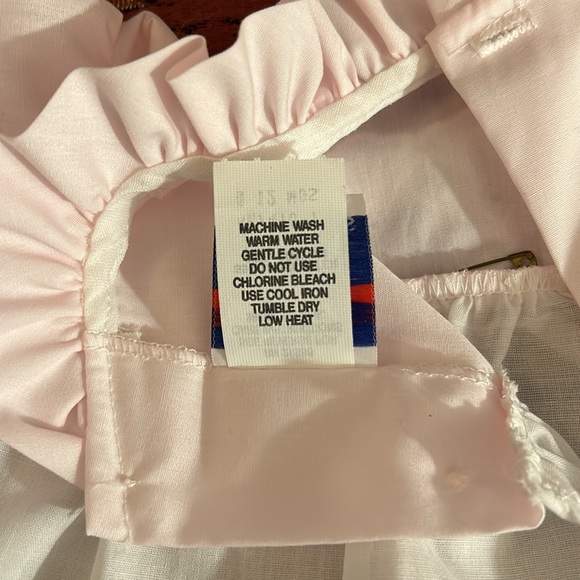 MACHINE WASH
WARM WATER
GENTLE CYCLE
DO NOT USE
CHLORINE BLEACH
USE COOL IRON
TUMBLE DRY
LOW HEAT